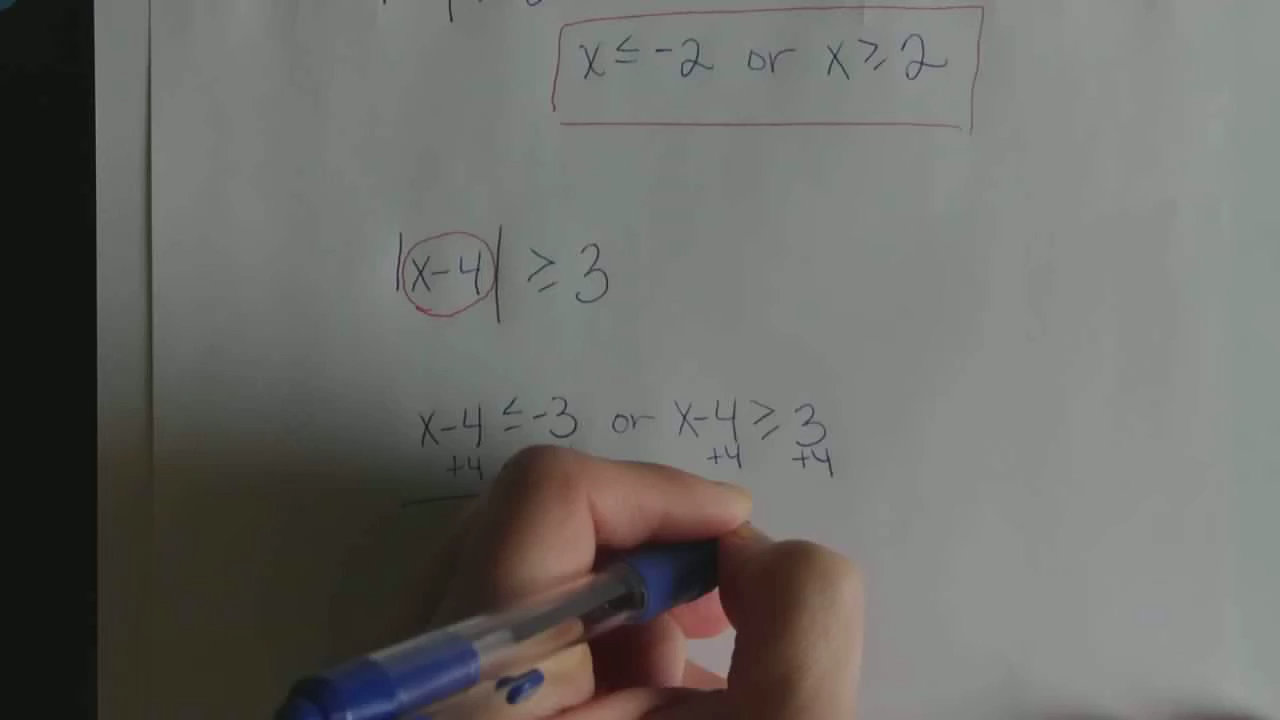 x ≤ -2 or x ≥ 2
|x-4| ≥ 3
x-4 ≤ -3 or x-4 ≥ 3
+4 +4 +4